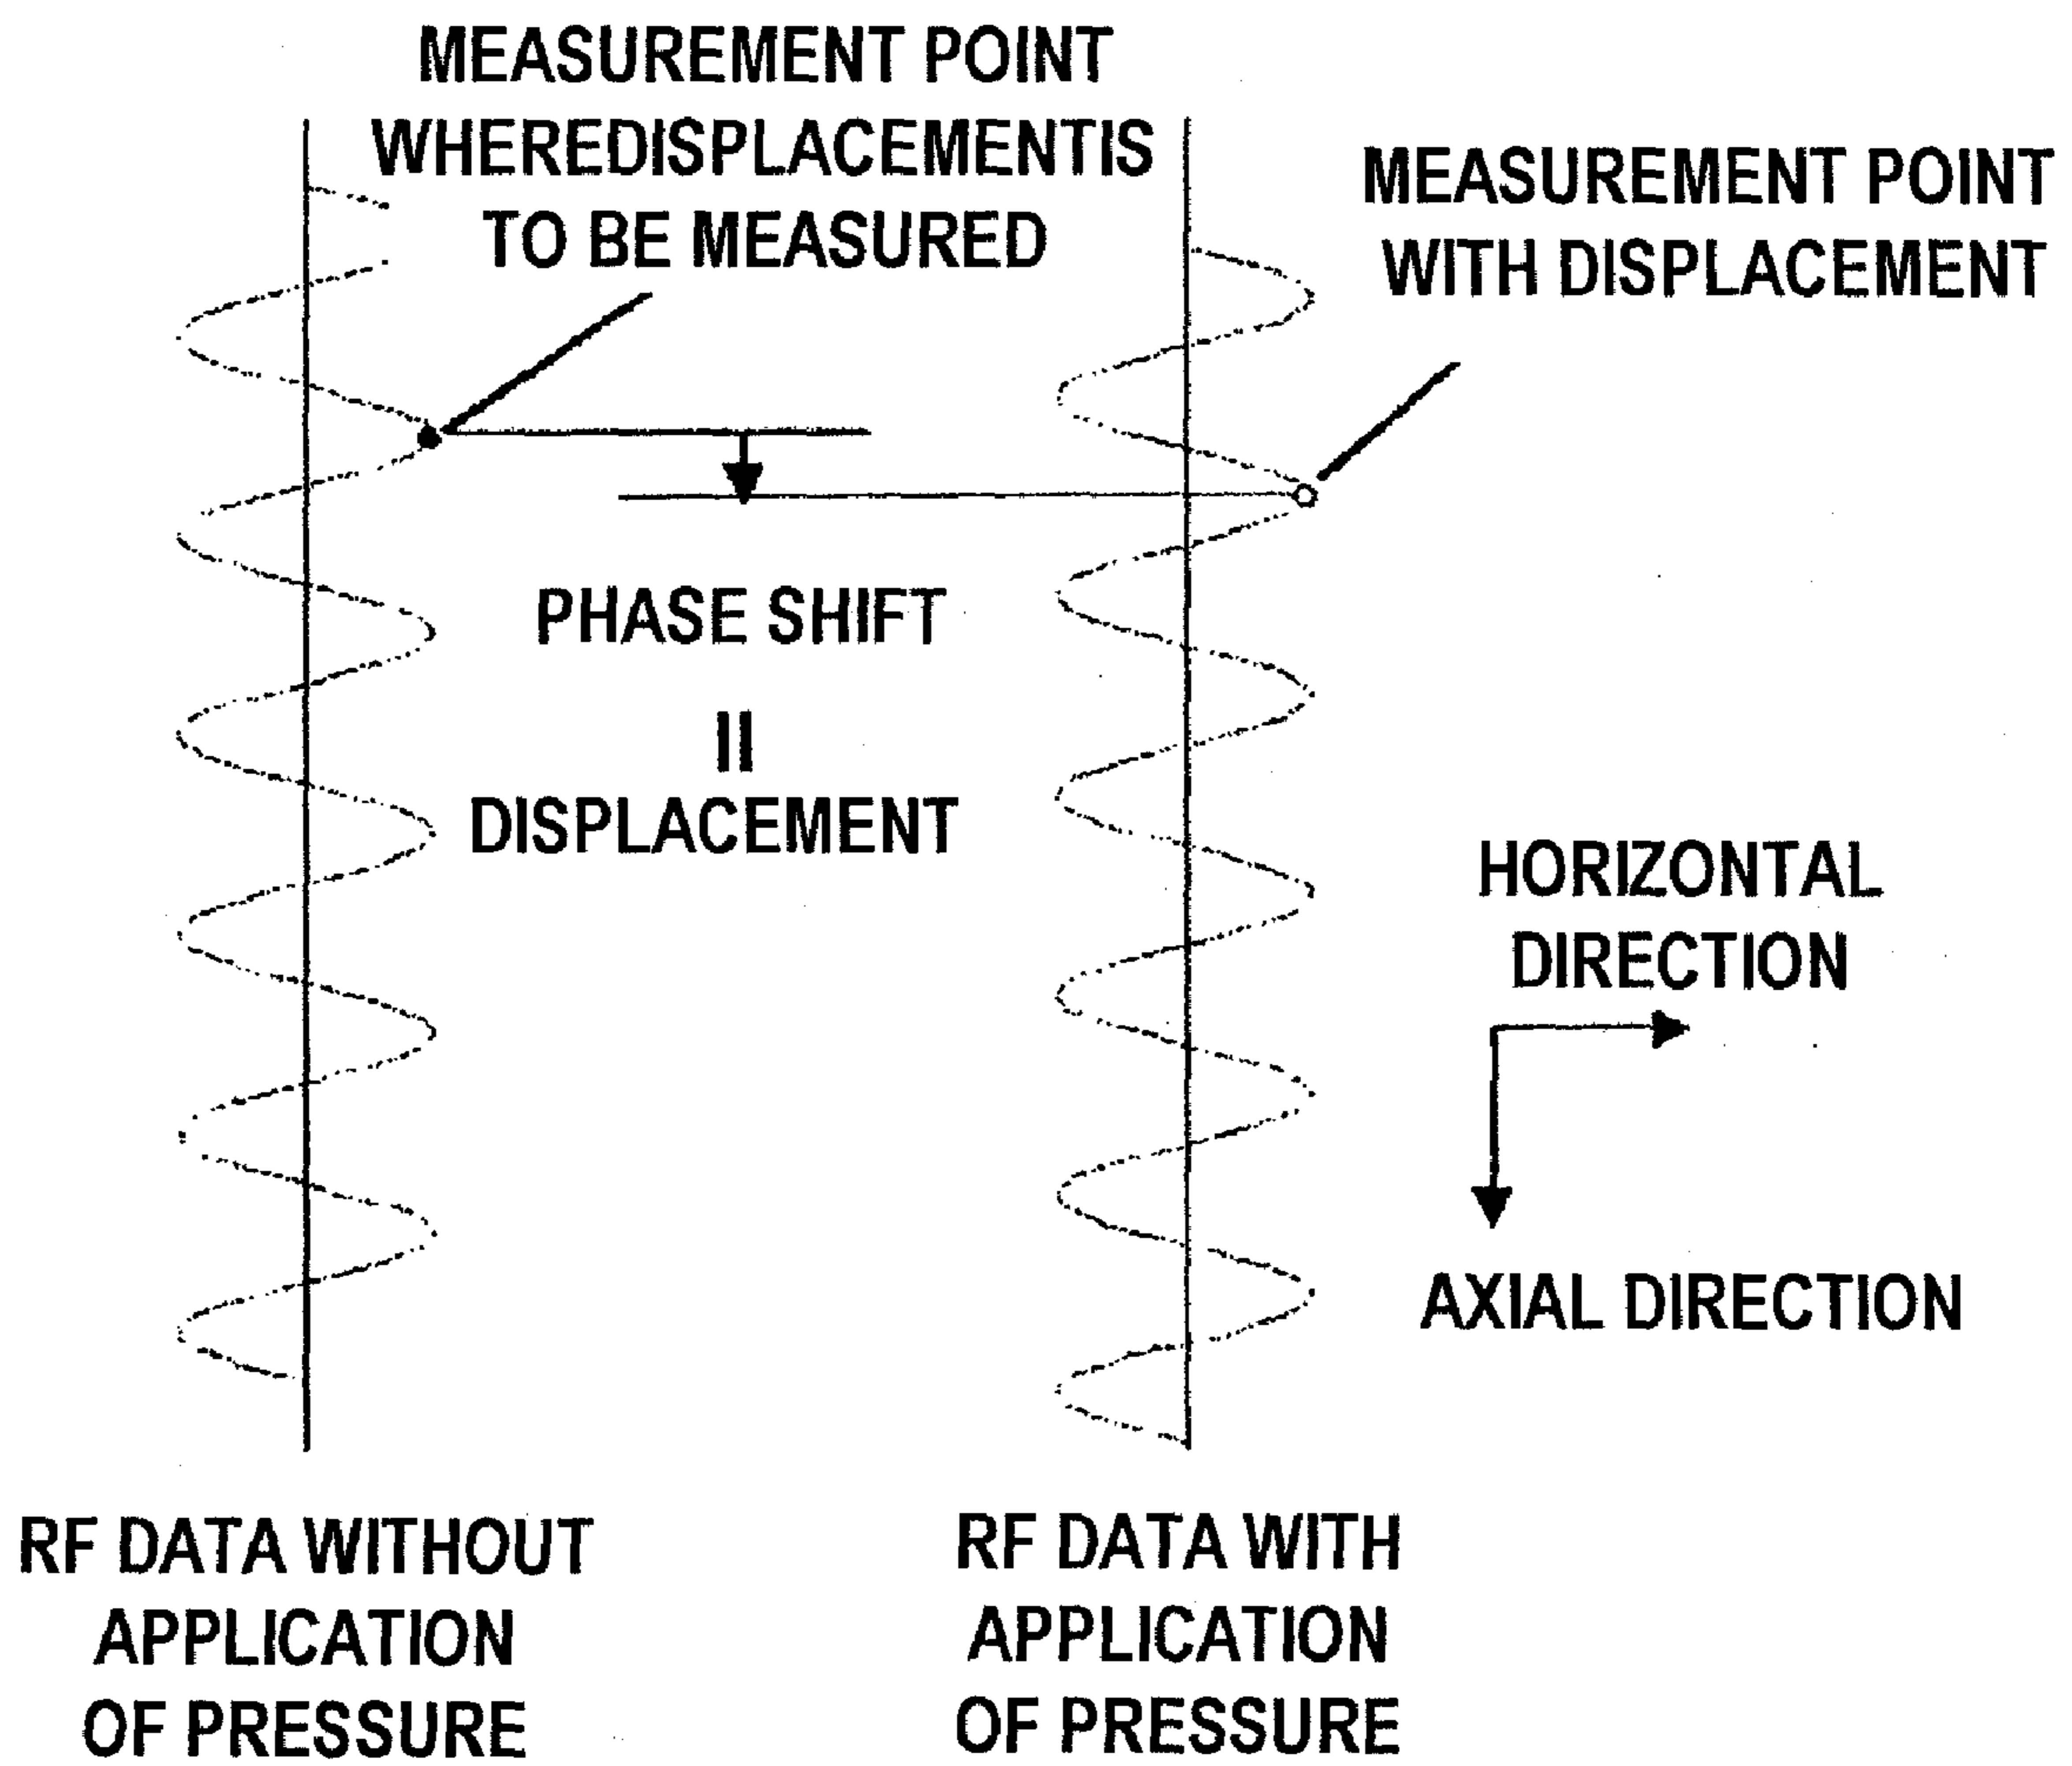 MEASUREMENT POINT
WHEREDISPLACEMENTIS
TO BE MEASURED
MEASUREMENT POINT
WITH DISPLACEMENT
PHASE SHIFT
=
DISPLACEMENT
HORIZONTAL
DIRECTION
AXIAL DIRECTION
RF DATA WITHOUT
APPLICATION
OF PRESSURE
RF DATA WITH
APPLICATION
OF PRESSURE